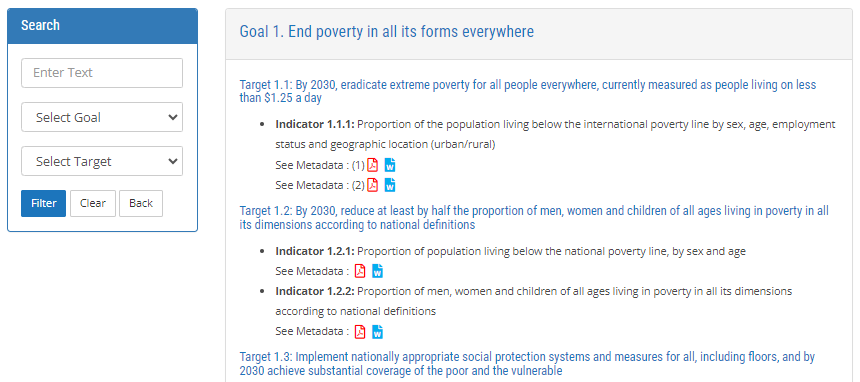 Search
Enter Text
Select Goal
Select Target
Filter Clear Back
Goal 1. End poverty in all its forms everywhere
Target 1.1: By 2030, eradicate extreme poverty for all people everywhere, currently measured as people living on less
than $1.25 a day
• Indicator 1.1.1: Proportion of the population living below the international poverty line by sex, age, employment
status and geographic location (urban/rural)
See Metadata : (1)
See Metadata : (2)
Target 1.2: By 2030, reduce at least by half the proportion of men, women and children of all ages living in poverty in all
its dimensions according to national definitions
• Indicator 1.2.1: Proportion of population living below the national poverty line, by sex and age
See Metadata :
• Indicator 1.2.2: Proportion of men, women and children of all ages living in poverty in all its dimensions
according to national definitions
See Metadata :
Target 1.3: Implement nationally appropriate social protection systems and measures for all, including floors, and by
2030 achieve substantial coverage of the poor and the vulnerable